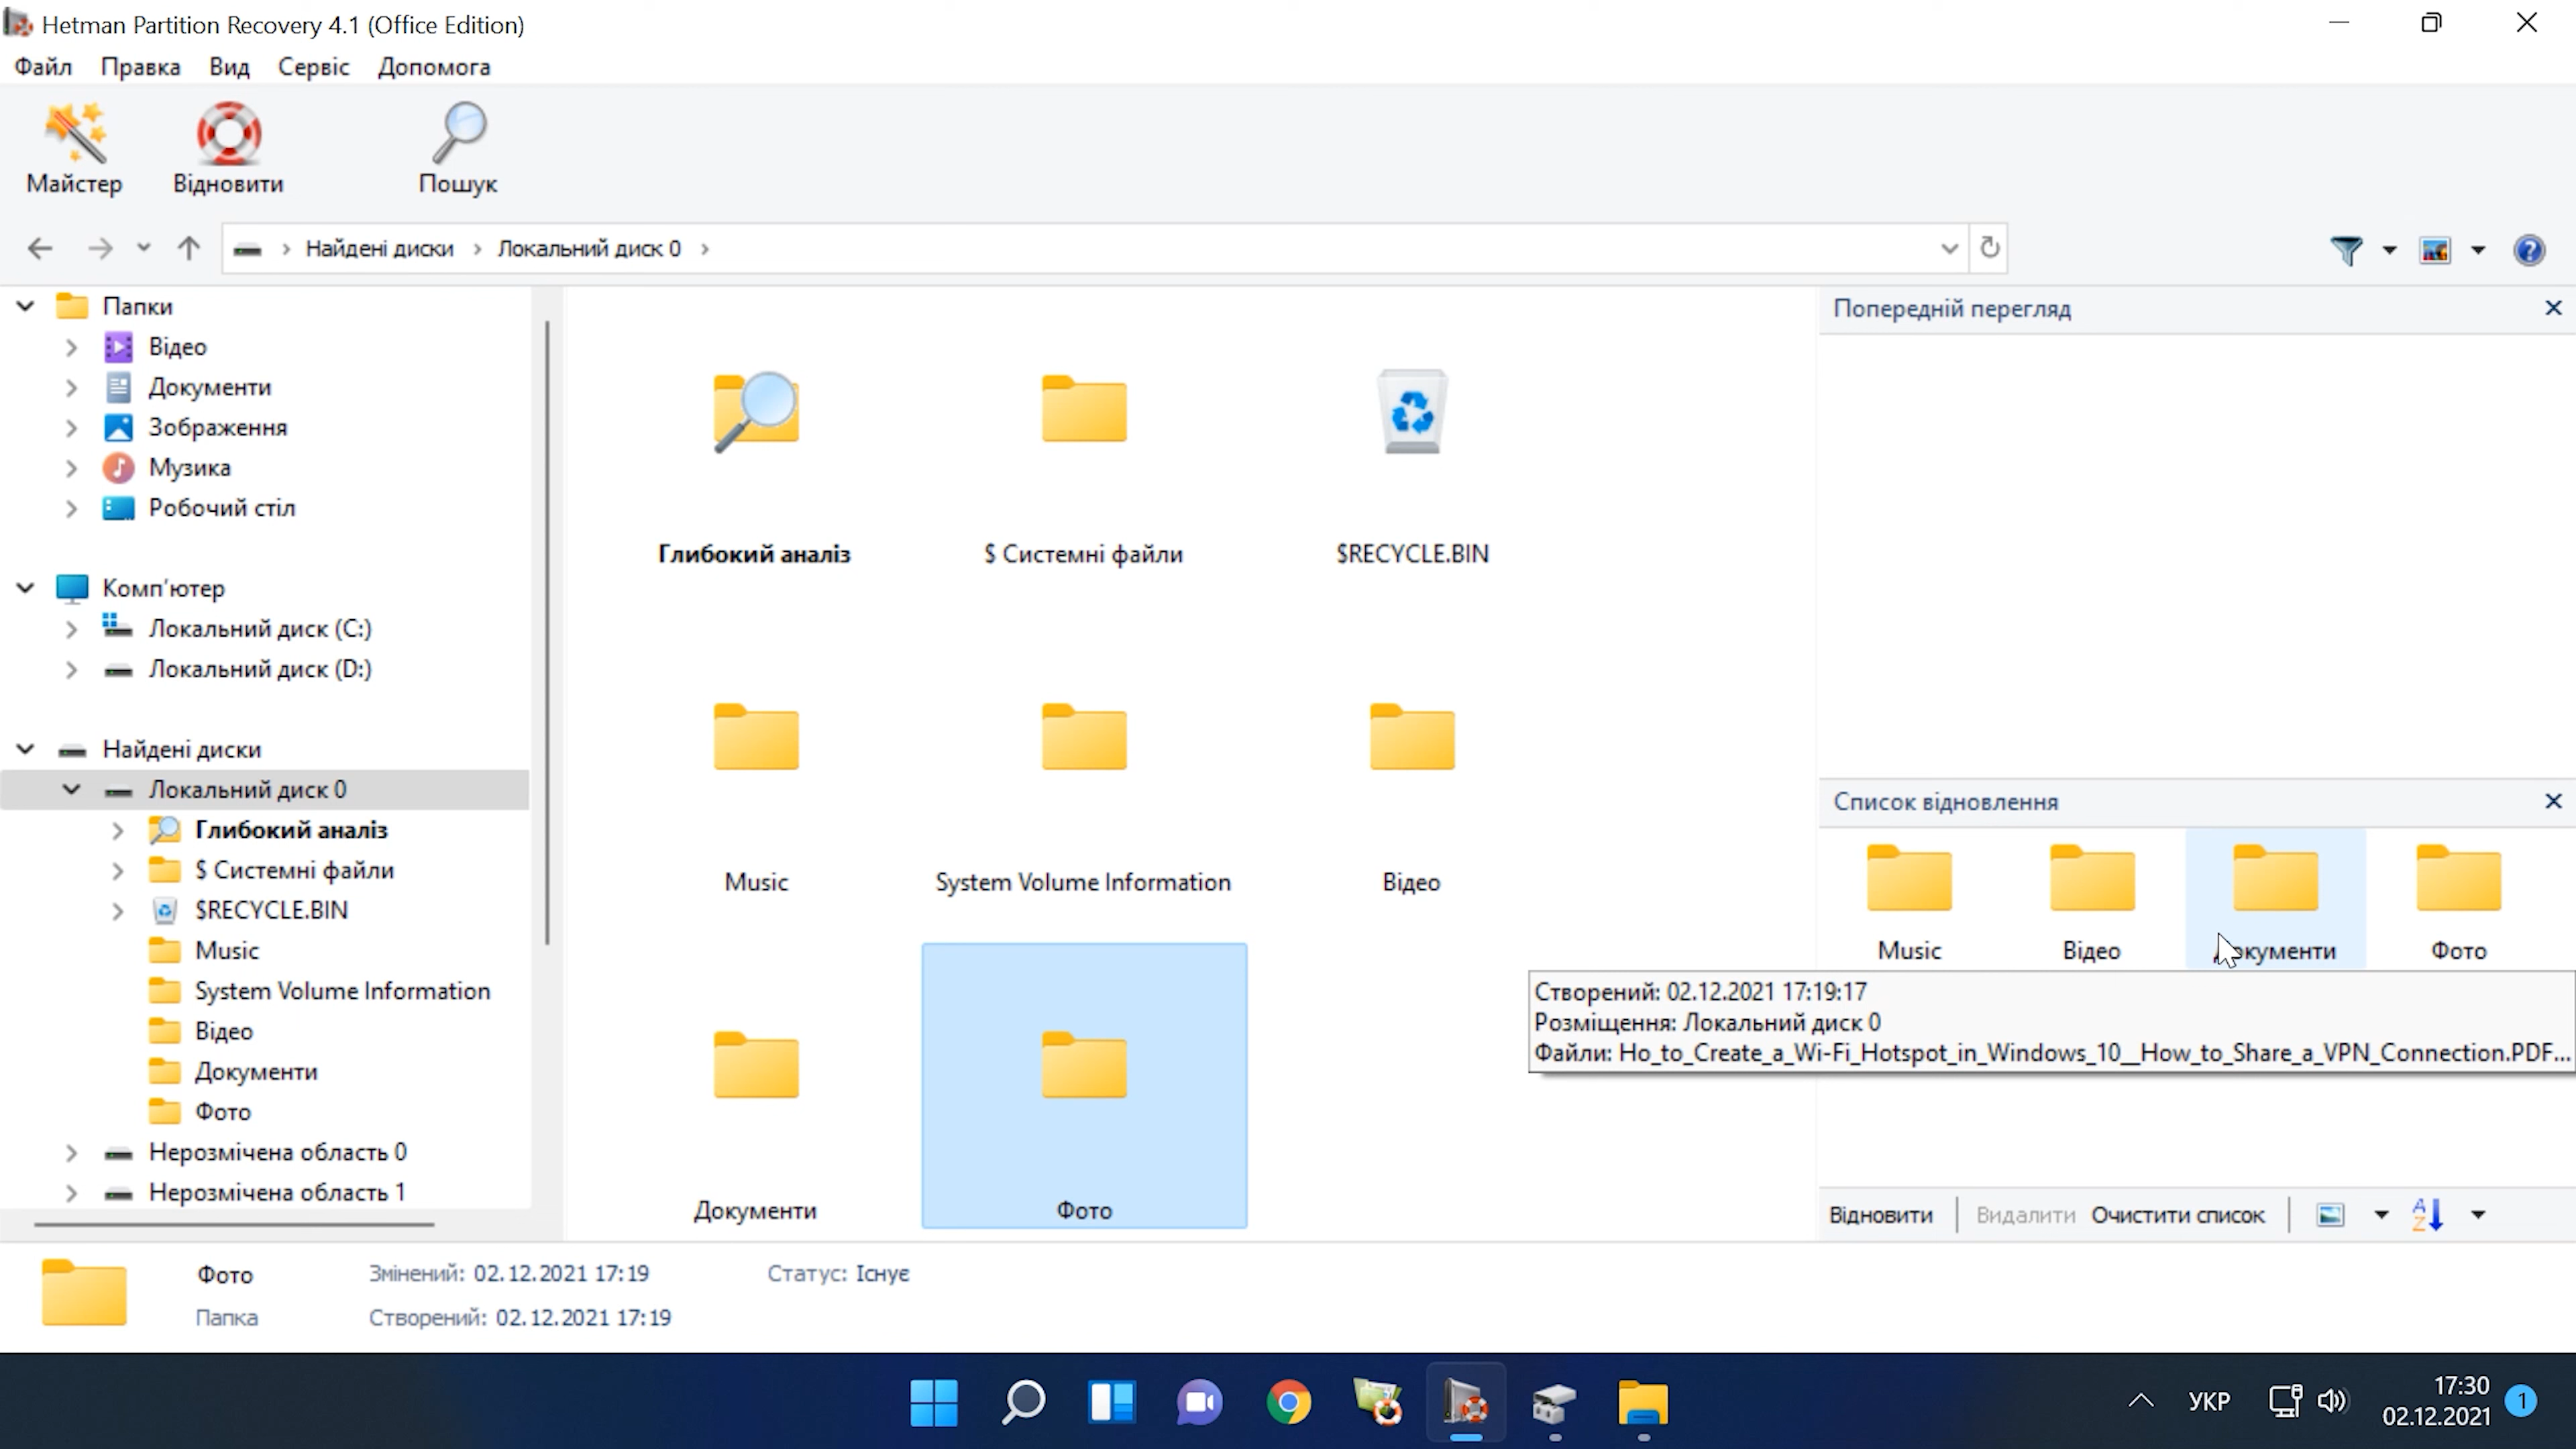 Hetman Partition Recovery 4.1 (Office Edition)
Файл Правка Вид Сервіс Допомога
Майстер Відновити Пошук
Найдені диски Локальний диск 0
Папки
Відео
Документи
Зображення
Музика
Робочий стіл
Комп'ютер
Локальний диск (C:)
Локальний диск (D:)
Найдені диски
Локальний диск 0
Глибокий аналіз
$ Системні файли
$RECYCLE.BIN
Music
System Volume Information
Відео
Документи
Фото
Нерозмічена область 0
Нерозмічена область 1
Глибокий аналіз $ Системні файли $RECYCLE.BIN
Music System Volume Information Відео
Документи Фото
Попередній перегляд
Список відновлення
Music Відео окументи Фото
Створений: 02.12.2021 17:19:17
Розміщення: Локальний диск 0
Файли: Ho_to_Create_a_Wi-Fi_Hotspot_in_Windows_10__How_to_Share_a_VPN_Connection.PDF...
Відновити Видалити Очистити список
Фото Змінений: 02.12.2021 17:19 Статус: Існує
Папка Створений: 02.12.2021 17:19
УКР 17:30
02.12.2021 1